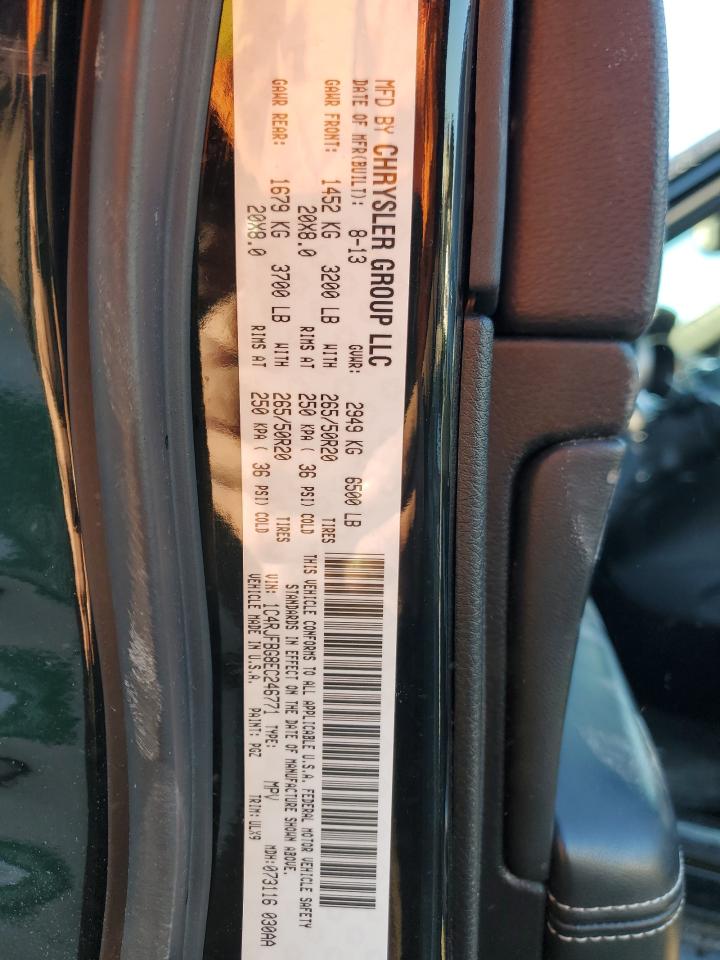 MFD BY CHRYSLER GROUP LLC
DATE OF MFR(BUILT): 8-13 GVWR: 2949 KG 6500 LB
GAWR FRONT: 1452 KG 3200 LB WITH 265/50R20 TIRES
20X8.0 RIMS AT 250 KPA ( 36 PSI) COLD
GAWR REAR: 1679 KG 3700 LB WITH 265/50R20 TIRES
20X8.0 RIMS AT 250 KPA ( 36 PSI) COLD
THIS VEHICLE CONFORMS TO ALL APPLICABLE U.S.A. FEDERAL MOTOR VEHICLE SAFETY
STANDARDS IN EFFECT ON THE DATE OF MANUFACTURE SHOWN ABOVE.
VIN: 1C4RJFBG8EC246771 TYPE: MPV MDH:073116 030AA
VEHICLE MADE IN U.S.A. PAINT: PGZ TRIM: ULX9